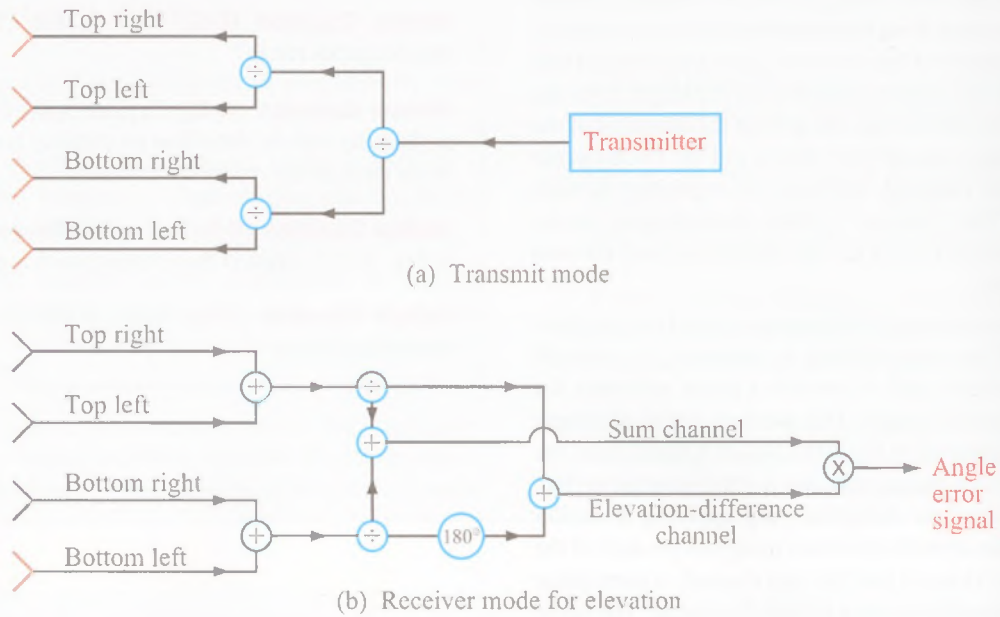 Top right
÷
Top left
÷
Transmitter
Bottom right
÷
Bottom left
(a) Transmit mode
Top right
+
÷
Top left
+
Sum channel
X
Angle
error
signal
Bottom right
+
Elevation-difference
channel
+
÷
180°
Bottom left
(b) Receiver mode for elevation